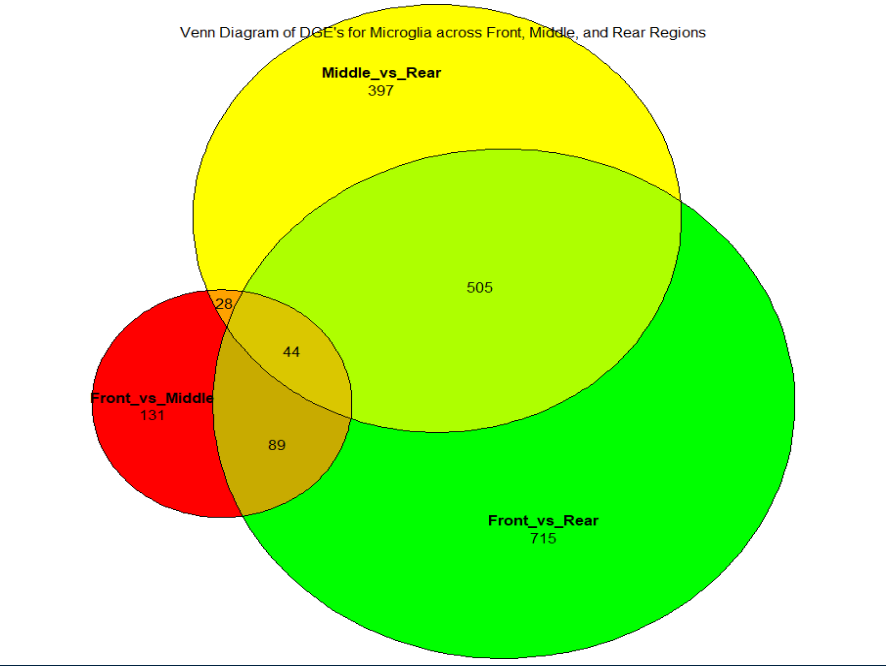 Venn Diagram of DGE's for Microglia across Front, Middle, and Rear Regions
Middle_vs_Rear
397
505
28
44
Front_vs_Middle
131
89
Front_vs_Rear
715